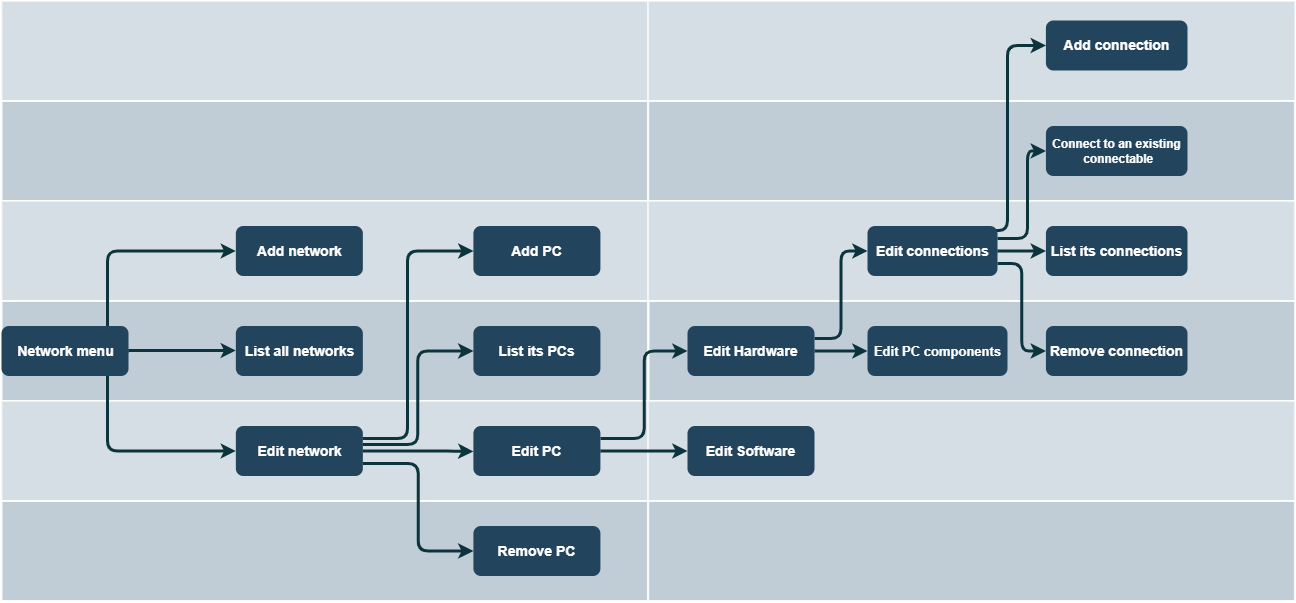 Add connection
Connect to an existing
connectable
Add network
Add PC
Edit connections
List its connections
Network menu
List all networks
List its PCs
Edit Hardware
Edit PC components
Remove connection
Edit network
Edit PC
Edit Software
Remove PC